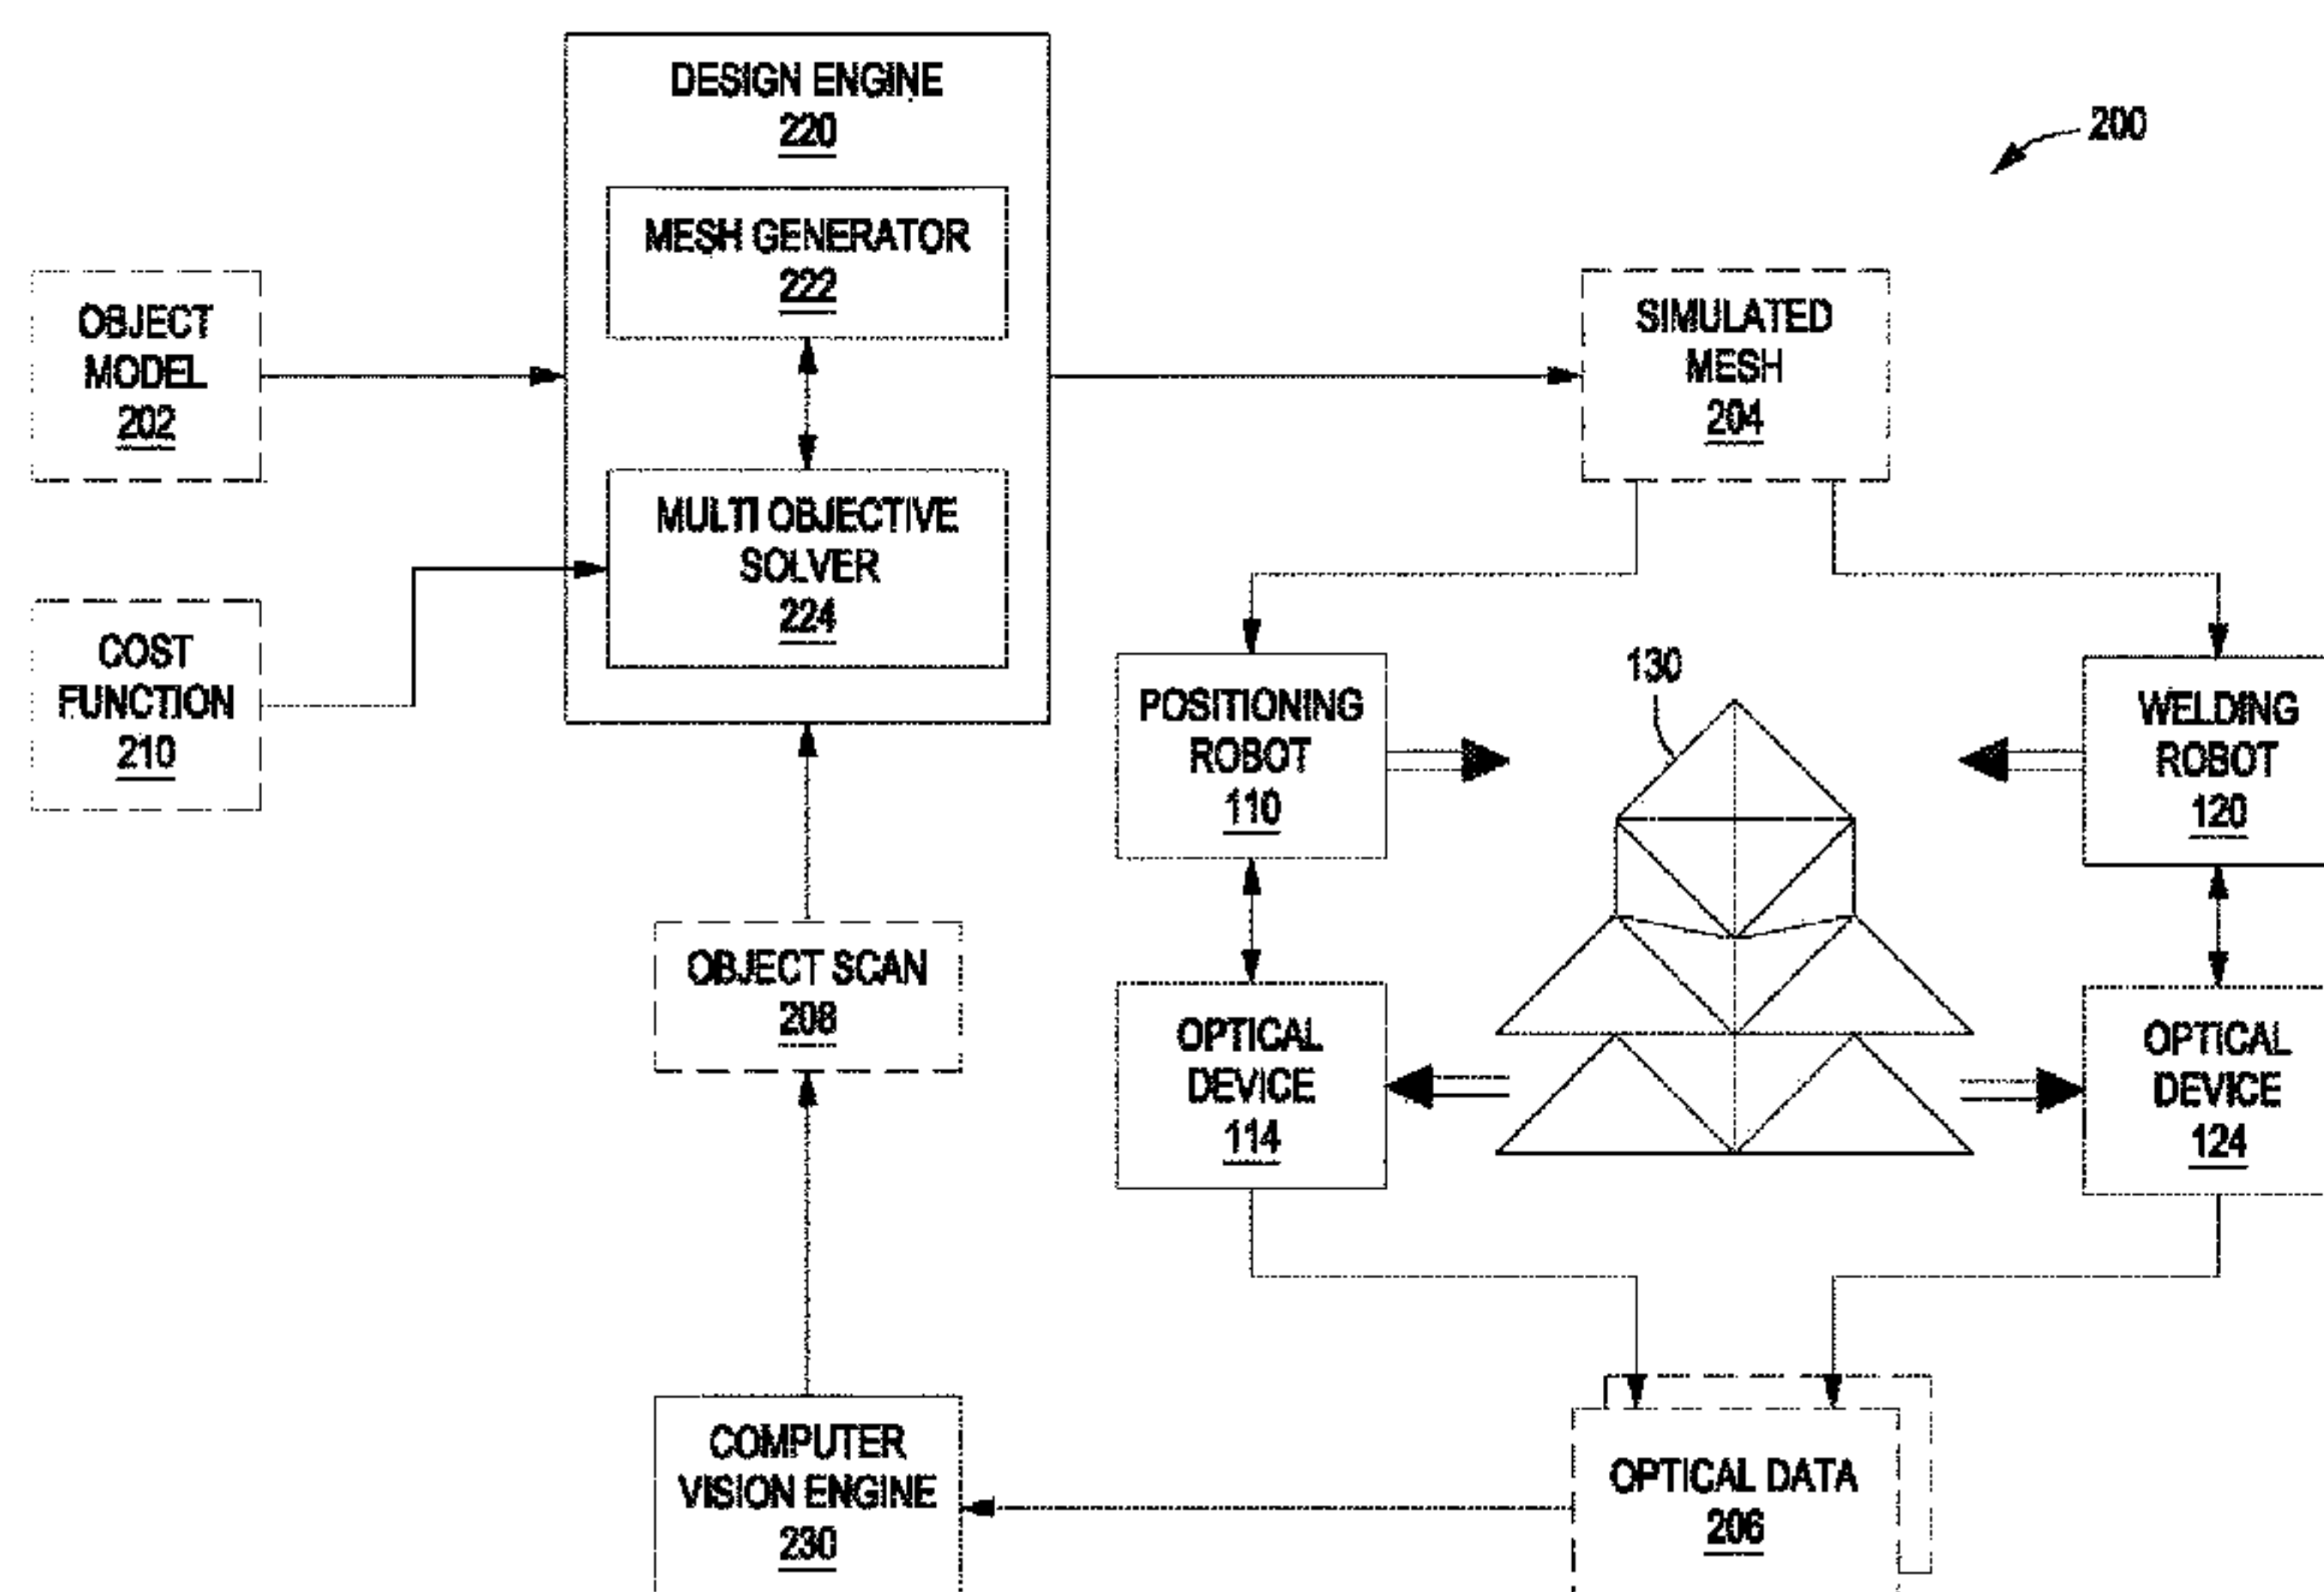 DESIGN ENGINE
220
200
MESH GENERATOR
222
OBJECT
MODEL
202
SIMULATED
MESH
204
MULTI OBJECTIVE
SOLVER
224
COST
FUNCTION
210
POSITIONING
ROBOT
110
130
WELDING
ROBOT
120
OBJECT SCAN
208
OPTICAL
DEVICE
114
OPTICAL
DEVICE
124
COMPUTER
VISION ENGINE
230
OPTICAL DATA
206